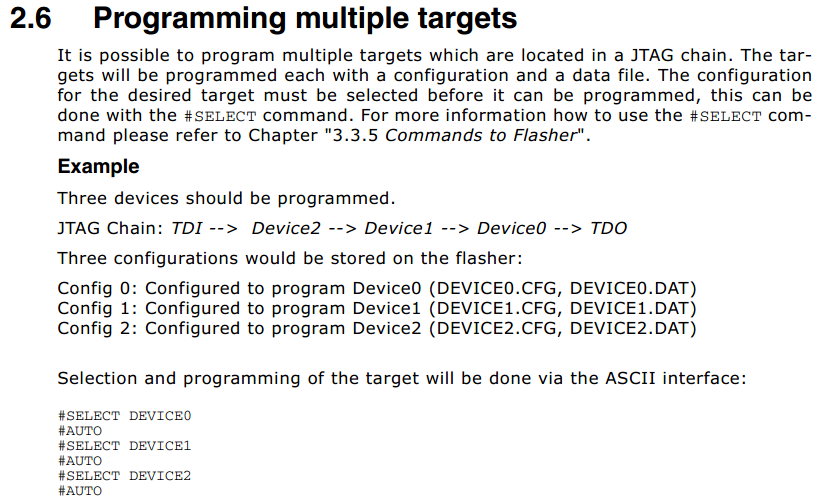 2.6 Programming multiple targets
It is possible to program multiple targets which are located in a JTAG chain. The tar-
gets will be programmed each with a configuration and a data file. The configuration
for the desired target must be selected before it can be programmed, this can be
done with the #SELECT command. For more information how to use the #SELECT com-
mand please refer to Chapter "3.3.5 Commands to Flasher".
Example
Three devices should be programmed.
JTAG Chain: TDI --> Device2 --> Device1 --> Device0 --> TDO
Three configurations would be stored on the flasher:
Config 0: Configured to program Device0 (DEVICE0.CFG, DEVICE0.DAT)
Config 1: Configured to program Device1 (DEVICE1.CFG, DEVICE1.DAT)
Config 2: Configured to program Device2 (DEVICE2.CFG, DEVICE2.DAT)
Selection and programming of the target will be done via the ASCII interface:
#SELECT DEVICE0
#AUTO
#SELECT DEVICE1
#AUTO
#SELECT DEVICE2
#AUTO